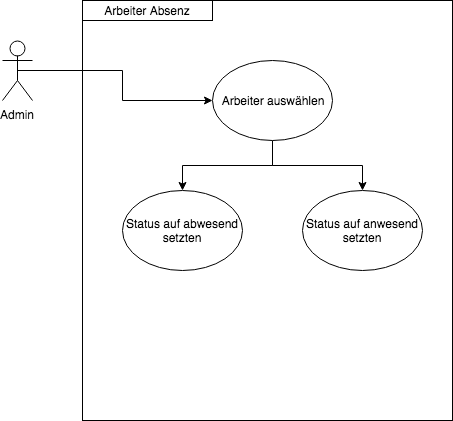 Arbeiter Absenz
Admin
Arbeiter auswählen
Status auf abwesend
setzten
Status auf anwesend
setzten